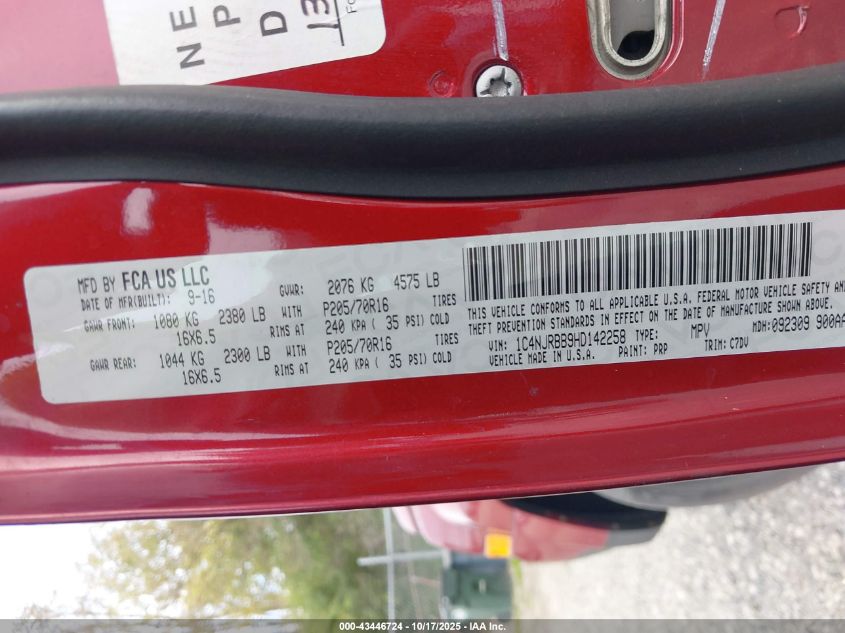 NE
P
D
13
MFD BY FCA US LLC
DATE OF MFR(BUILT): 9-16 GVWR: 2076 KG 4575 LB
GAWR FRONT: 1080 KG 2380 LB WITH P205/70R16 TIRES
16X6.5 RIMS AT 240 KPA ( 35 PSI) COLD
GAWR REAR: 1044 KG 2300 LB WITH P205/70R16 TIRES
16X6.5 RIMS AT 240 KPA ( 35 PSI) COLD
THIS VEHICLE CONFORMS TO ALL APPLICABLE U.S.A. FEDERAL MOTOR VEHICLE SAFETY AND
THEFT PREVENTION STANDARDS IN EFFECT ON THE DATE OF MANUFACTURE SHOWN ABOVE.
VIN: 1C4NJRBB9HD142258 TYPE: MPV MDH: 092309 900AA
PAINT: PRP TRIM: C7DV
000-43446724 - 10/17/2025 - IAA, Inc.